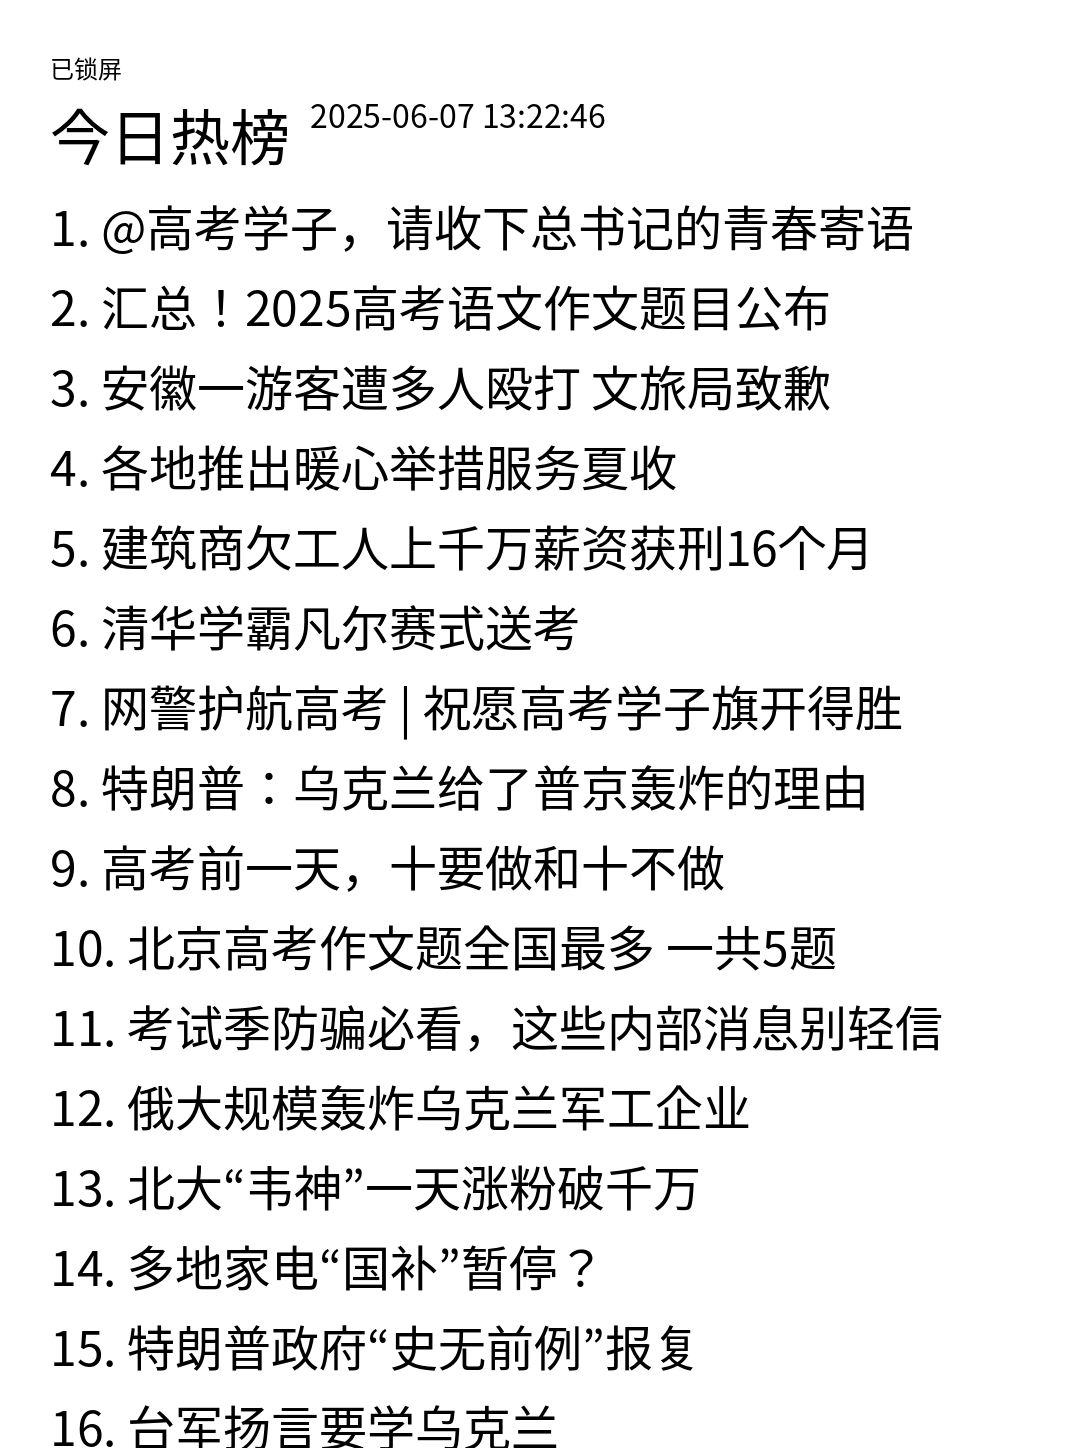 已锁屏
今日热榜 2025-06-07 13:22:46
1. @高考学子，请收下总书记的青春寄语
2. 汇总！2025高考语文作文题目公布
3. 安徽一游客遭多人殴打 文旅局致歉
4. 各地推出暖心举措服务夏收
5. 建筑商欠工人上千万薪资获刑16个月
6. 清华学霸凡尔赛式送考
7. 网警护航高考 | 祝愿高考学子旗开得胜
8. 特朗普：乌克兰给了普京轰炸的理由
9. 高考前一天，十要做和十不做
10. 北京高考作文题全国最多 一共5题
11. 考试季防骗必看，这些内部消息别轻信
12. 俄大规模轰炸乌克兰军工企业
13. 北大“韦神”一天涨粉破千万
14. 多地家电“国补”暂停？
15. 特朗普政府“史无前例”报复
16. 台军扬言要学乌克兰